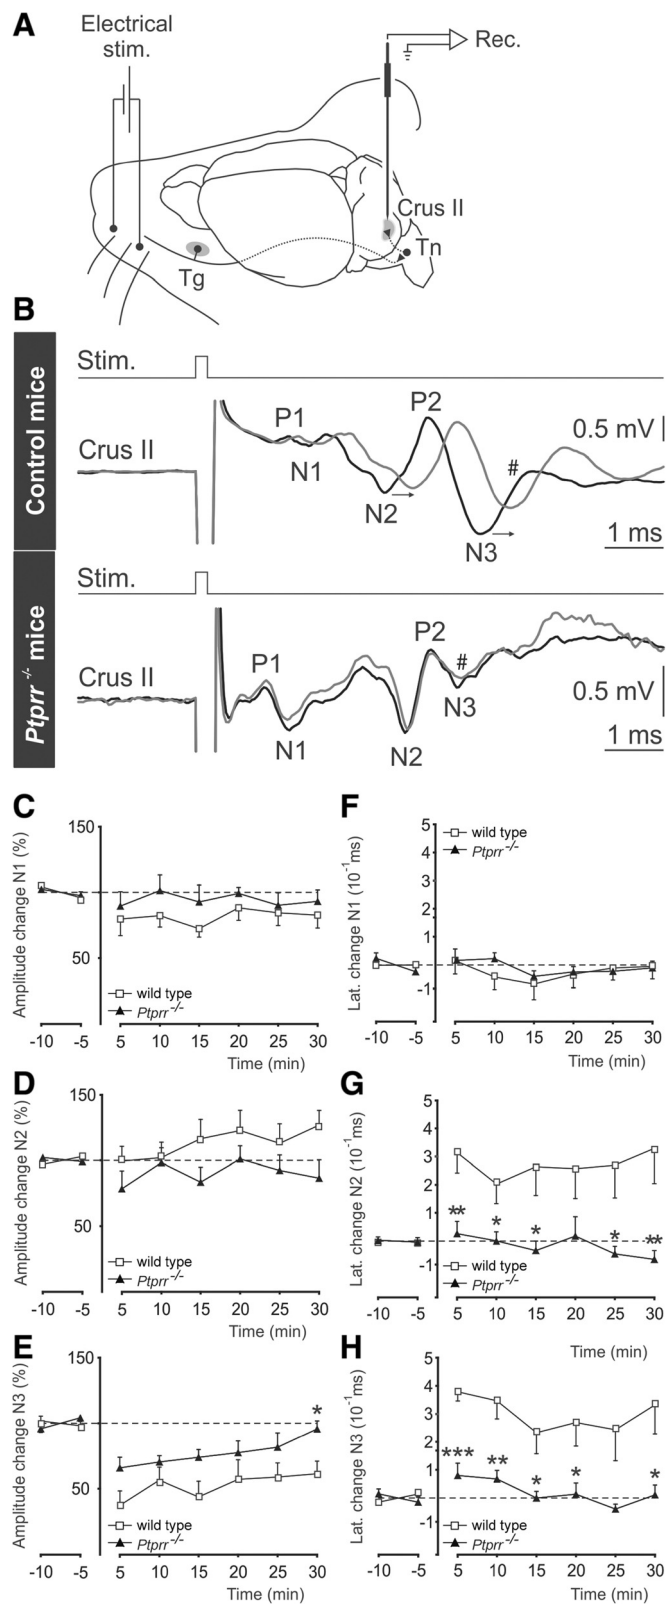 A
Electrical
stim.
Rec.
Crus II
Tn
Tg
B
Control mice
Stim.
P1
P2
0.5 mV
Crus II
N1
#
N2
N3
1 ms
Ptprr -/- mice
Stim.
P1
P2
#
Crus II
0.5 mV
N3
N1
N2
1 ms
C
Amplitude change N1 (%)
150
50
wild type
Ptprr -/-
-10 -5 5 10 15 20 25 30
Time (min)
F
Lat. change N1 (10-1ms)
5
4
3
2
2
1
-1
wild type
Ptprr -/-
-10 -5 5 10 15 20 25 30
Time (min)
D
Amplitude change N2 (%)
150
50
wild type
Ptprr -/-
-10 -5 5 10 15 20 25 30
Time (min)
G
Lat. change N2 (10-1ms)
5
4
3
2
1
-1
** * * * **
wild type
Ptprr -/-
-10 -5 5 10 15 20 25 30
Time (min)
E
Amplitude change N3 (%)
150
50
*
wild type
Ptprr -/-
-10 -5 5 10 15 20 25 30
Time (min)
H
Lat. change N3 (10-1ms)
5
4
3
2
1
-1
*** ** * * *
wild type
Ptprr -/-
-10 -5 5 10 15 20 25 30
Time (min)